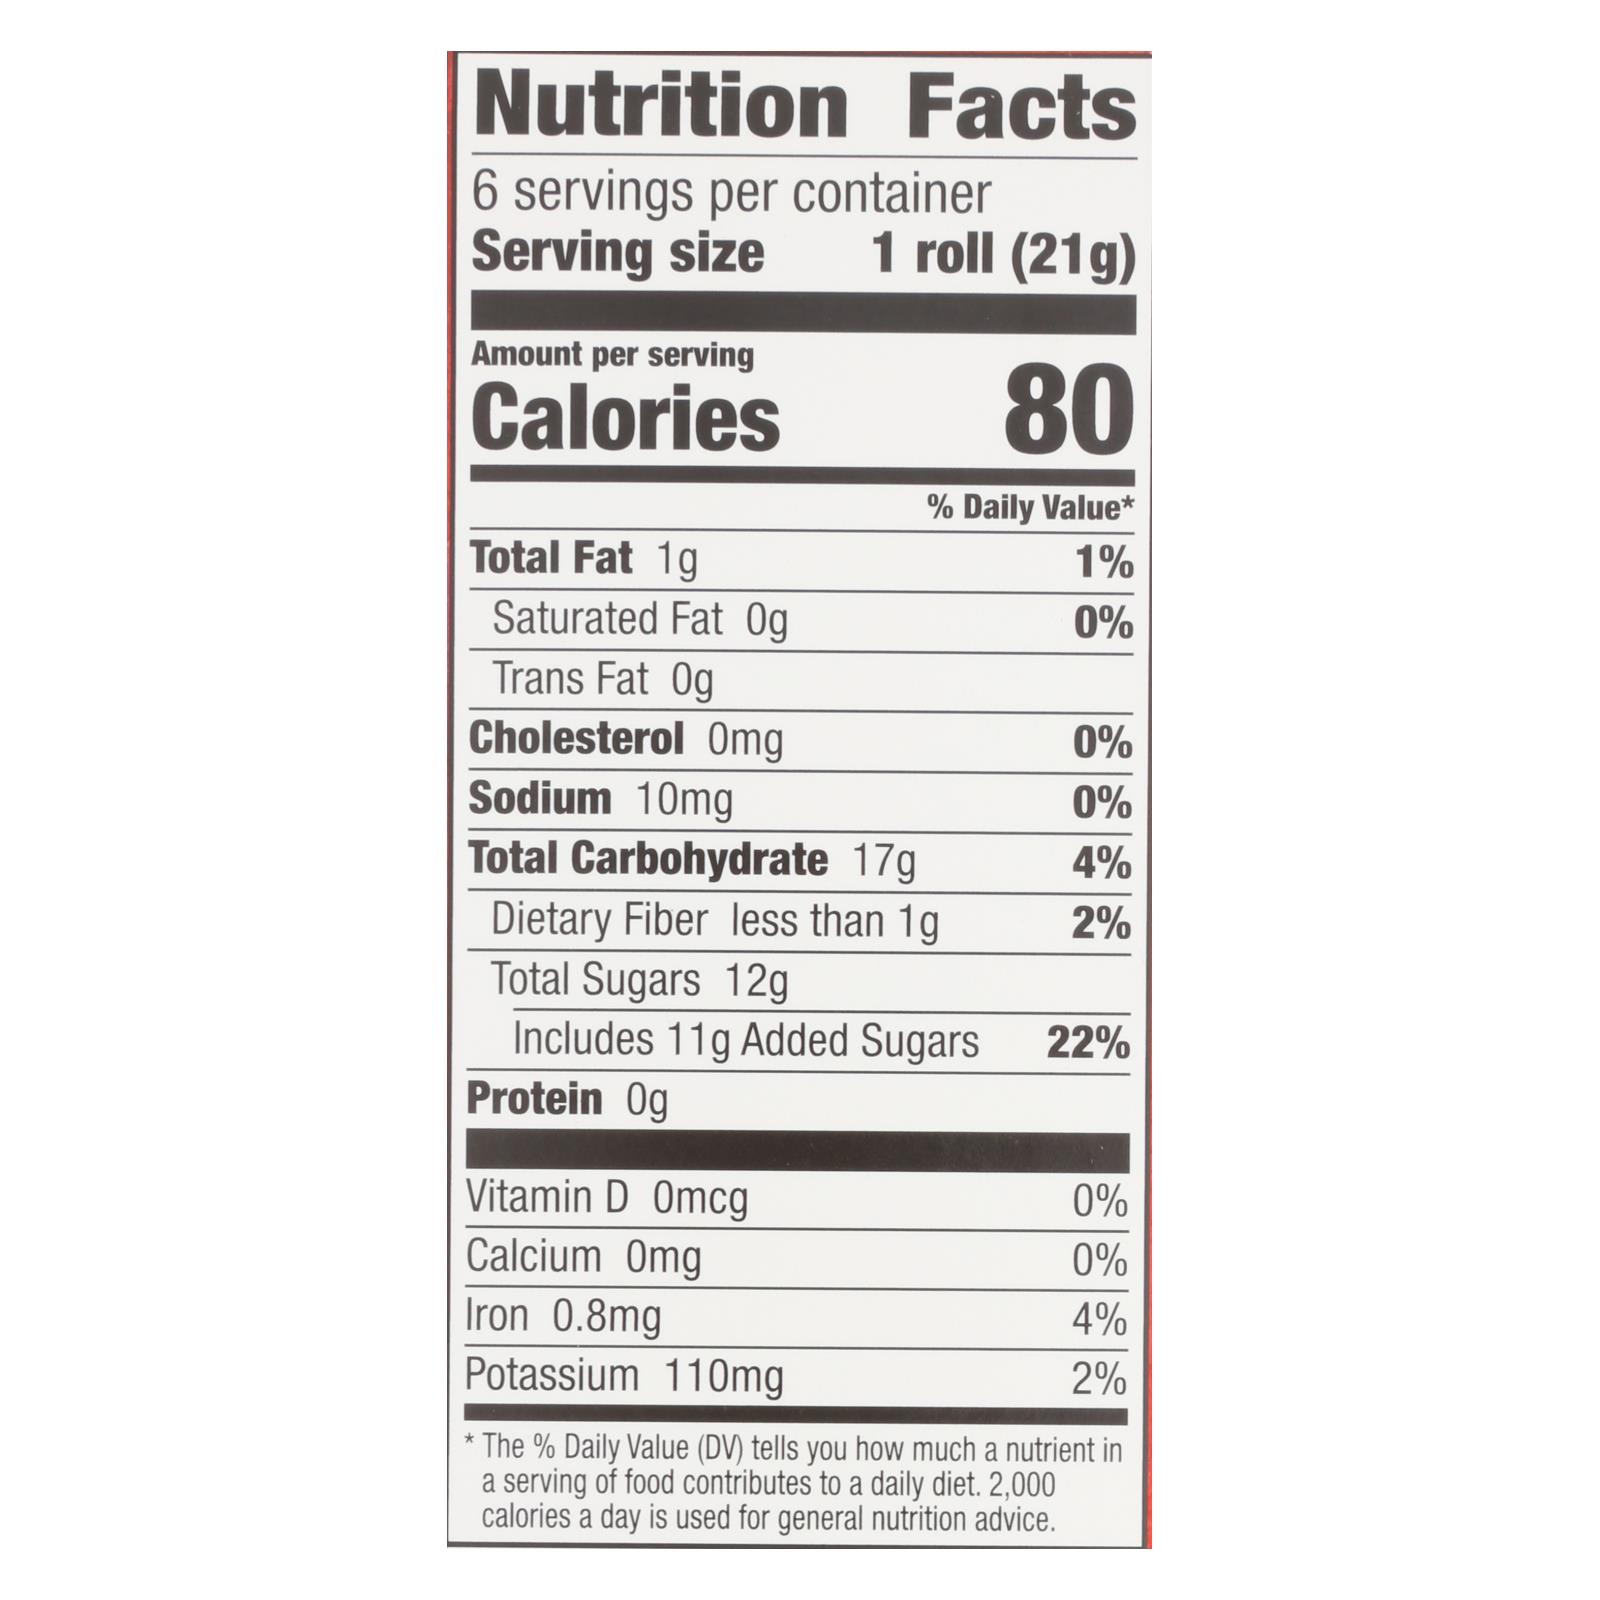 Nutrition Facts
6 servings per container
Serving size 1 roll (21g)
Amount per serving
Calories 80
% Daily Value*
Total Fat 1g 1%
Saturated Fat 0g 0%
Trans Fat 0g
Cholesterol 0mg 0%
Sodium 10mg 0%
Total Carbohydrate 17g 4%
Dietary Fiber less than 1g 2%
Total Sugars 12g
Includes 11g Added Sugars 22%
Protein 0g
Vitamin D 0mcg 0%
Calcium 0mg 0%
Iron 0.8mg 4%
Potassium 110mg 2%
* The % Daily Value (DV) tells you how much a nutrient in
a serving of food contributes to a daily diet. 2,000
calories a day is used for general nutrition advice.